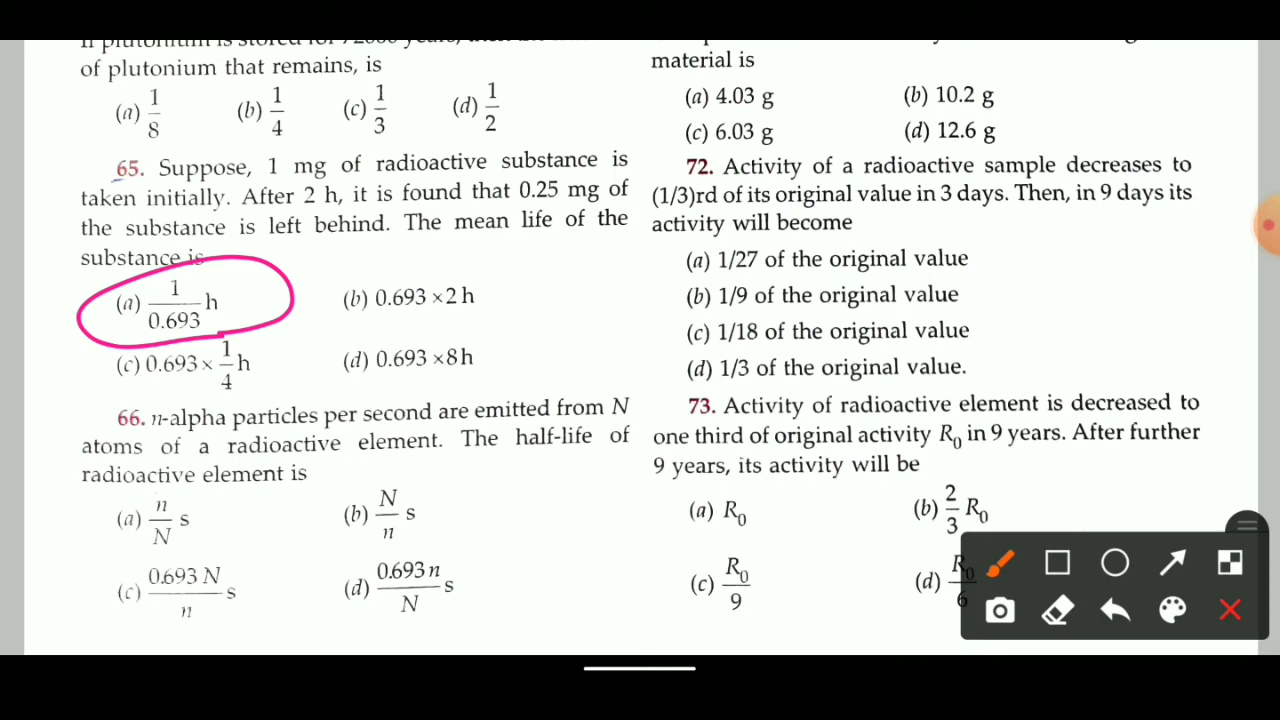 of plutonium that remains, is
(a) 1/8 (b) 1/4 (c) 1/3 (d) 1/2
65. Suppose, 1 mg of radioactive substance is
taken initially. After 2 h, it is found that 0.25 mg of
the substance is left behind. The mean life of the
substance is
(a) 1/0.693 h (b) 0.693 × 2 h
(c) 0.693 × 1/4 h (d) 0.693 × 8 h
66. n-alpha particles per second are emitted from N
atoms of a radioactive element. The half-life of
radioactive element is
(a) n/N s (b) N/n s
(c) 0.693 N/n s (d) 0.693 n/N s
material is
(a) 4.03 g (b) 10.2 g
(c) 6.03 g (d) 12.6 g
72. Activity of a radioactive sample decreases to
(1/3)rd of its original value in 3 days. Then, in 9 days its
activity will become
(a) 1/27 of the original value
(b) 1/9 of the original value
(c) 1/18 of the original value
(d) 1/3 of the original value.
73. Activity of radioactive element is decreased to
one third of original activity R₀ in 9 years. After further
9 years, its activity will be
(a) R₀ (b) 2/3 R₀
(c) R₀/9 (d) R₀/6